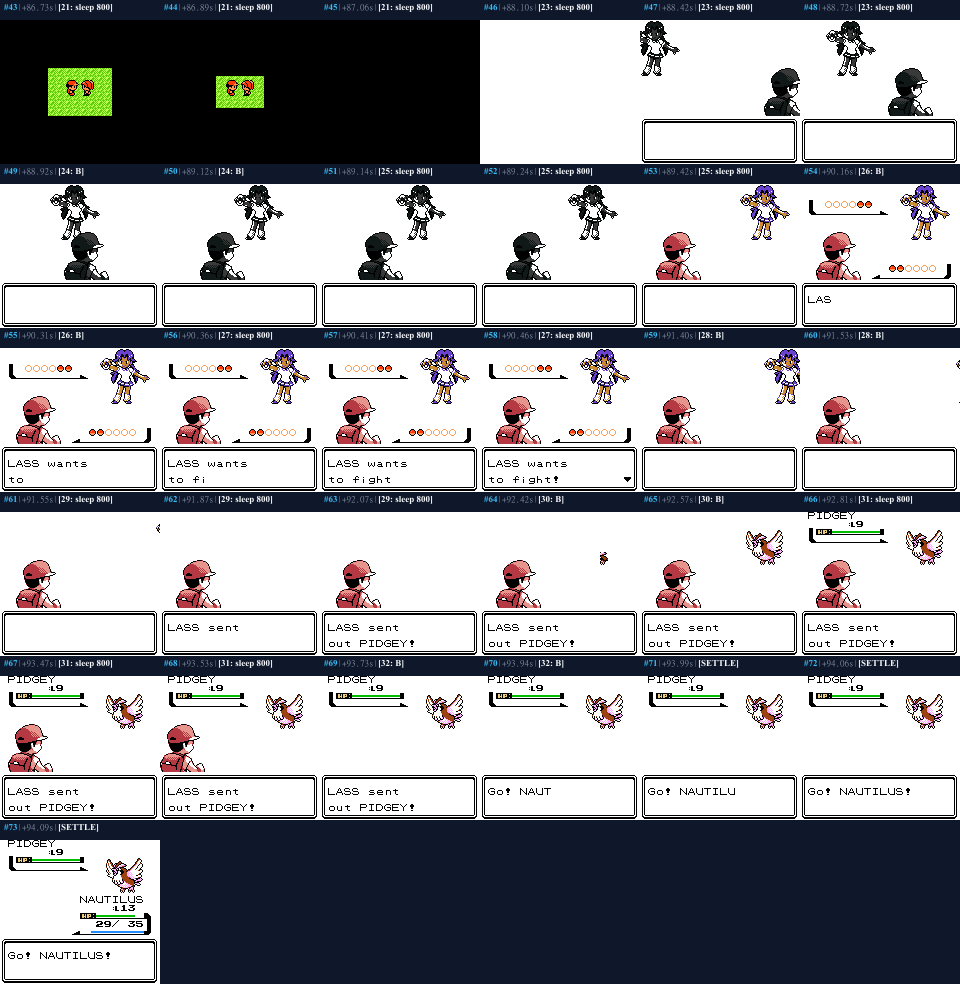 #43|+86.73s|[21: sleep 800]
#44|+86.89s|[21: sleep 800]
#45|+87.06s|[21: sleep 800]
#46|+88.10s|[23: sleep 800]
#47|+88.42s|[23: sleep 800]
#48|+88.72s|[23: sleep 800]
#49|+88.92s|[24: B]
#50|+89.12s|[24: B]
#51|+89.14s|[25: sleep 800]
#52|+89.24s|[25: sleep 800]
#53|+89.42s|[25: sleep 800]
#54|+90.16s|[26: B]
LAS
#55|+90.31s|[26: B]
#56|+90.36s|[27: sleep 800]
#57|+90.41s|[27: sleep 800]
#58|+90.46s|[27: sleep 800]
#59|+91.40s|[28: B]
#60|+91.53s|[28: B]
LASS wants
to
LASS wants
to fi
LASS wants
to fight
LASS wants
to fight!
#61|+91.55s|[29: sleep 800]
#62|+91.87s|[29: sleep 800]
#63|+92.07s|[29: sleep 800]
#64|+92.42s|[30: B]
#65|+92.57s|[30: B]
#66|+92.81s|[31: sleep 800]
PIDGEY
:L9
HP:
LASS sent
LASS sent
out PIDGEY!
LASS sent
out PIDGEY!
LASS sent
out PIDGEY!
LASS sent
out PIDGEY!
#67|+93.47s|[31: sleep 800]
#68|+93.53s|[31: sleep 800]
#69|+93.73s|[32: B]
#70|+93.94s|[32: B]
#71|+93.99s|[SETTLE]
#72|+94.06s|[SETTLE]
PIDGEY
:L9
HP:
PIDGEY
:L9
HP:
PIDGEY
:L9
HP:
PIDGEY
:L9
HP:
PIDGEY
:L9
HP:
PIDGEY
:L9
HP:
LASS sent
out PIDGEY!
LASS sent
out PIDGEY!
LASS sent
out PIDGEY!
Go! NAUT
Go! NAUTILU
Go! NAUTILUS!
#73|+94.09s|[SETTLE]
PIDGEY
:L9
HP:
NAUTILUS
:L13
HP:
29/ 35
Go! NAUTILUS!